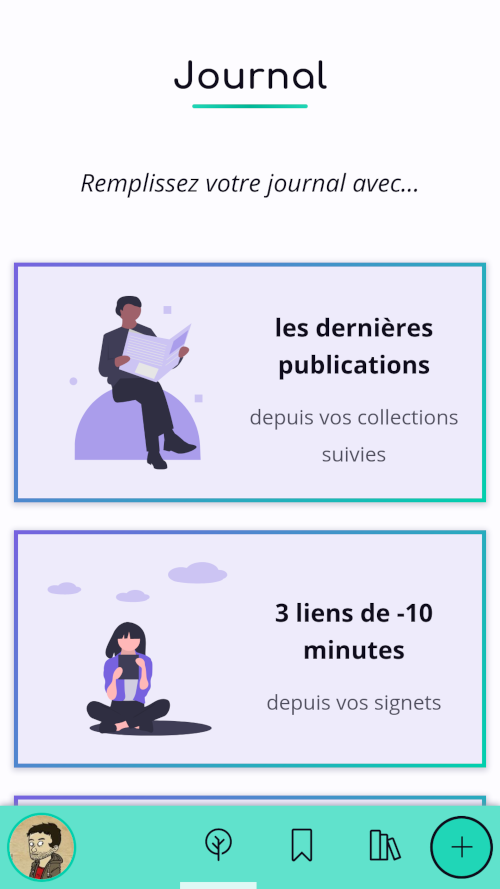 Journal
Remplissez votre journal avec...
les dernières
publications
depuis vos collections
suivies
3 liens de -10
minutes
depuis vos signets